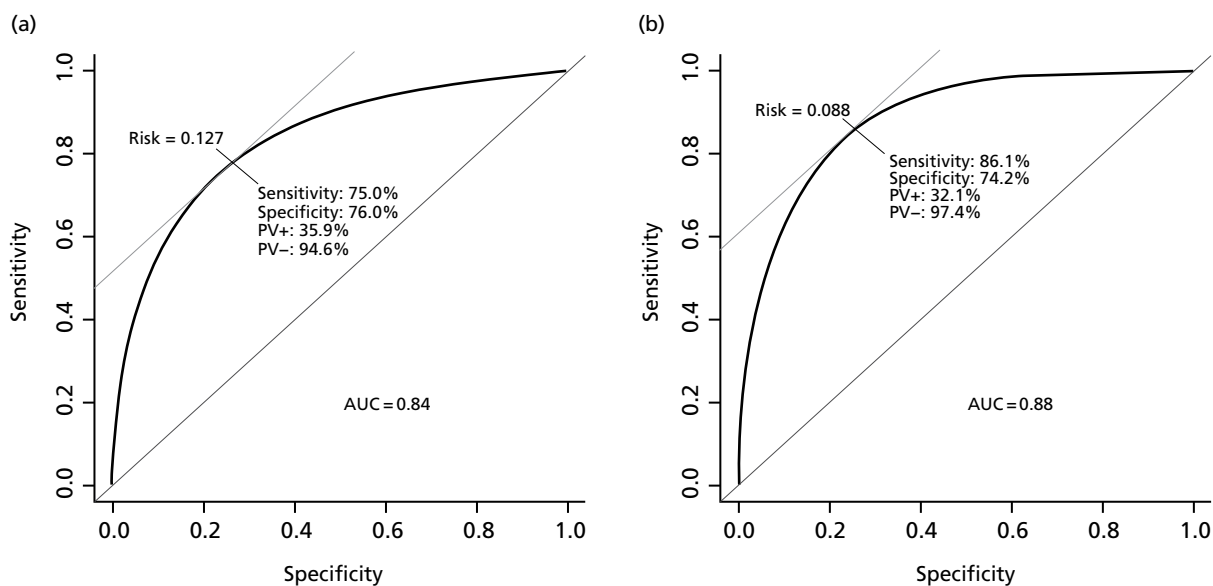 (a)
1.0
0.8
0.6
0.4
0.2
0.0
Sensitivity
Risk = 0.127
Sensitivity: 75.0%
Specificity: 76.0%
PV+: 35.9%
PV−: 94.6%
AUC = 0.84
0.0 0.2 0.4 0.6 0.8 1.0
Specificity
(b)
1.0
0.8
0.6
0.4
0.2
0.0
Sensitivity
Risk = 0.088
Sensitivity: 86.1%
Specificity: 74.2%
PV+: 32.1%
PV−: 97.4%
AUC = 0.88
0.0 0.2 0.4 0.6 0.8 1.0
Specificity